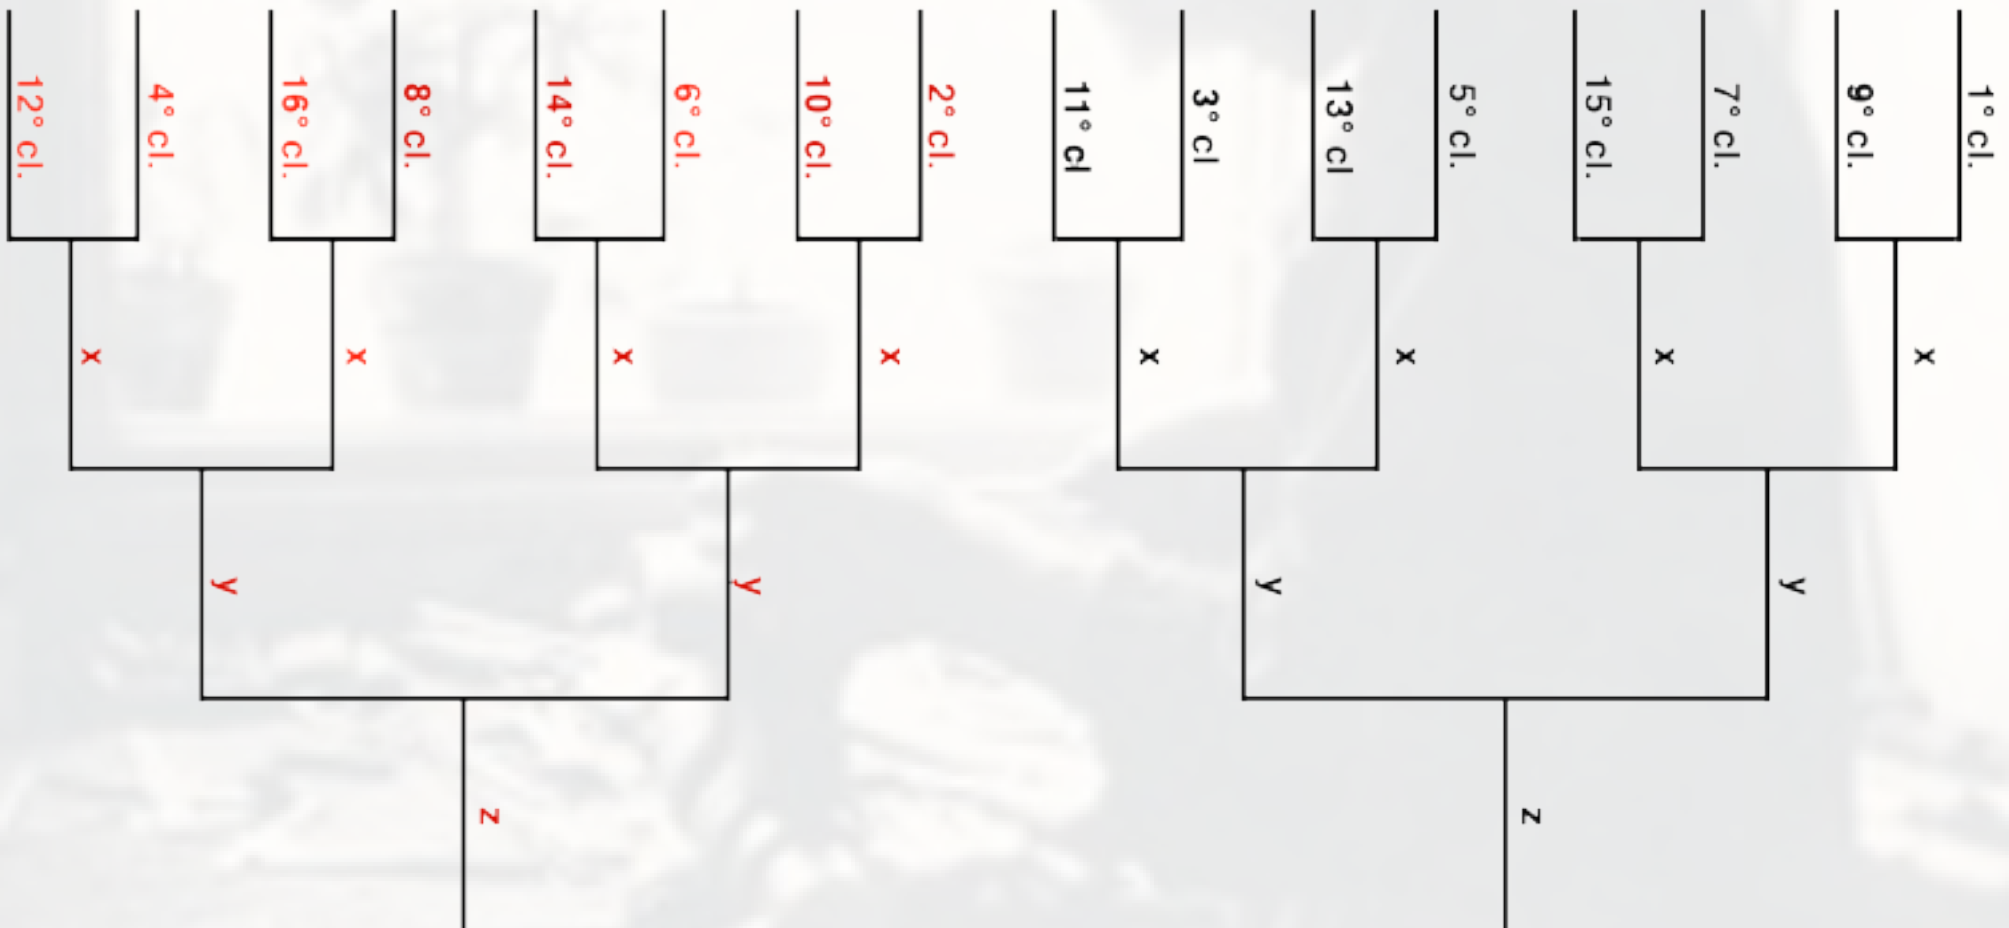 1° cl.
9° cl.
7° cl.
15° cl.
5° cl.
13° cl
3° cl
11° cl
2° cl.
10° cl.
6° cl.
14° cl.
8° cl.
16° cl.
4° cl.
12° cl.
x
x
x
x
x
x
x
x
y
y
y
y
z
z